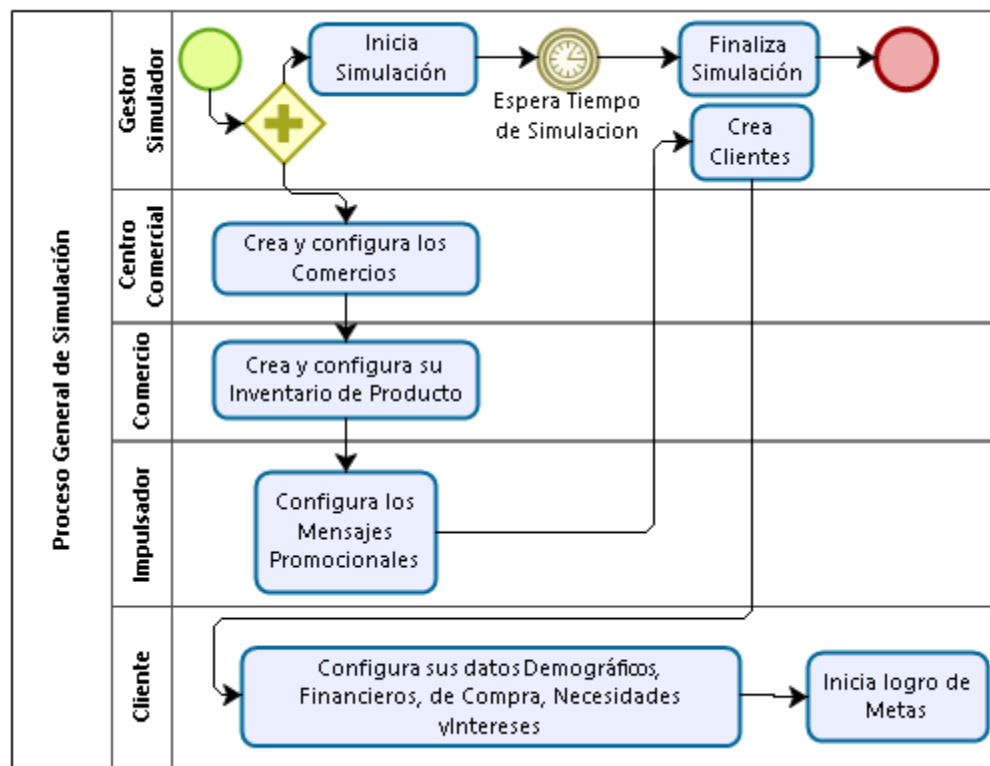 Proceso General de Simulación
Gestor
Simulador
Inicia
Simulación
Espera Tiempo
de Simulacion
Finaliza
Simulación
Crea
Clientes
Centro
Comercial
Crea y configura los
Comercios
Comercio
Crea y configura su
Inventario de Producto
Impulsador
Configura los
Mensajes
Promocionales
Cliente
Configura sus datos Demográficos,
Financieros, de Compra, Necesidades
yIntereses
Inicia logro de
Metas